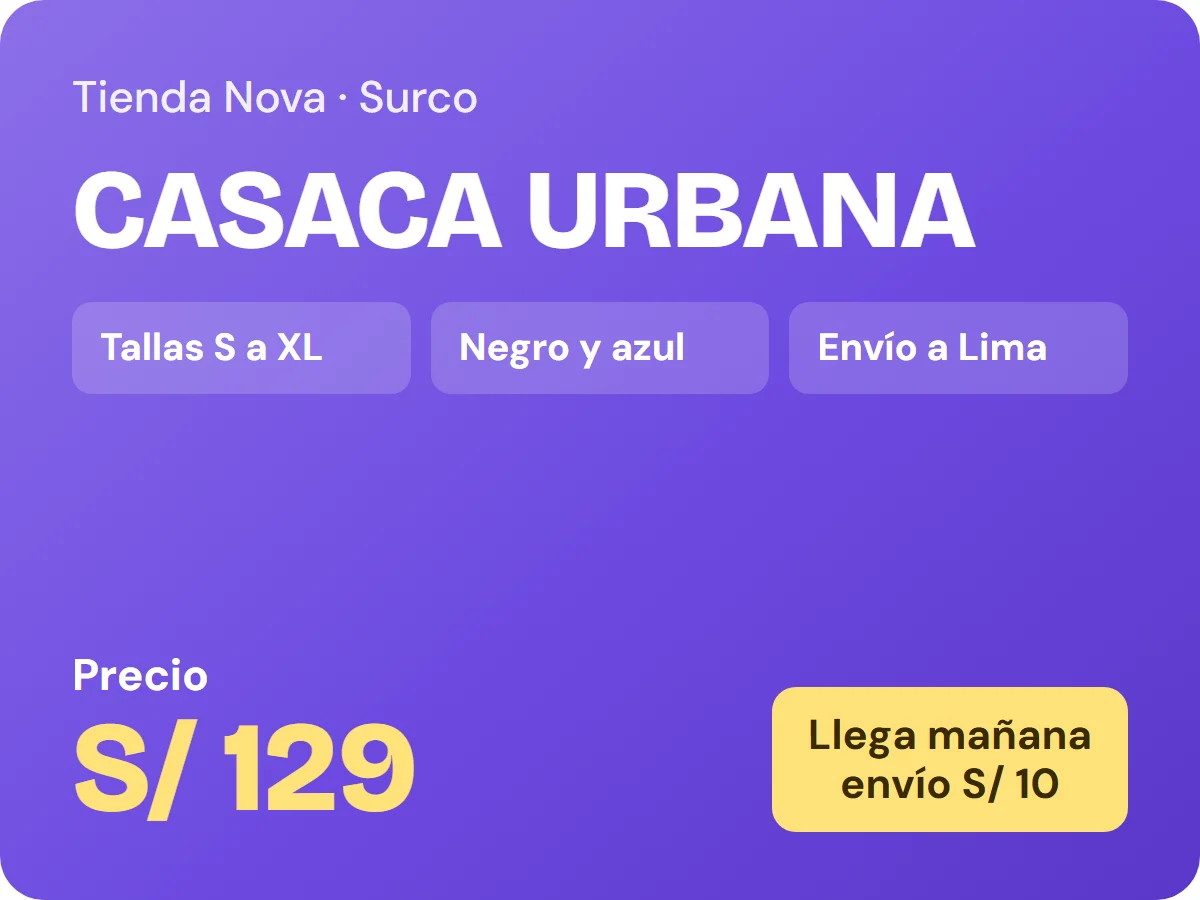 Tienda Nova · Surco
CASACA URBANA
Tallas S a XL
Negro y azul
Envío a Lima
Precio
S/ 129
Llega mañana
envío S/ 10